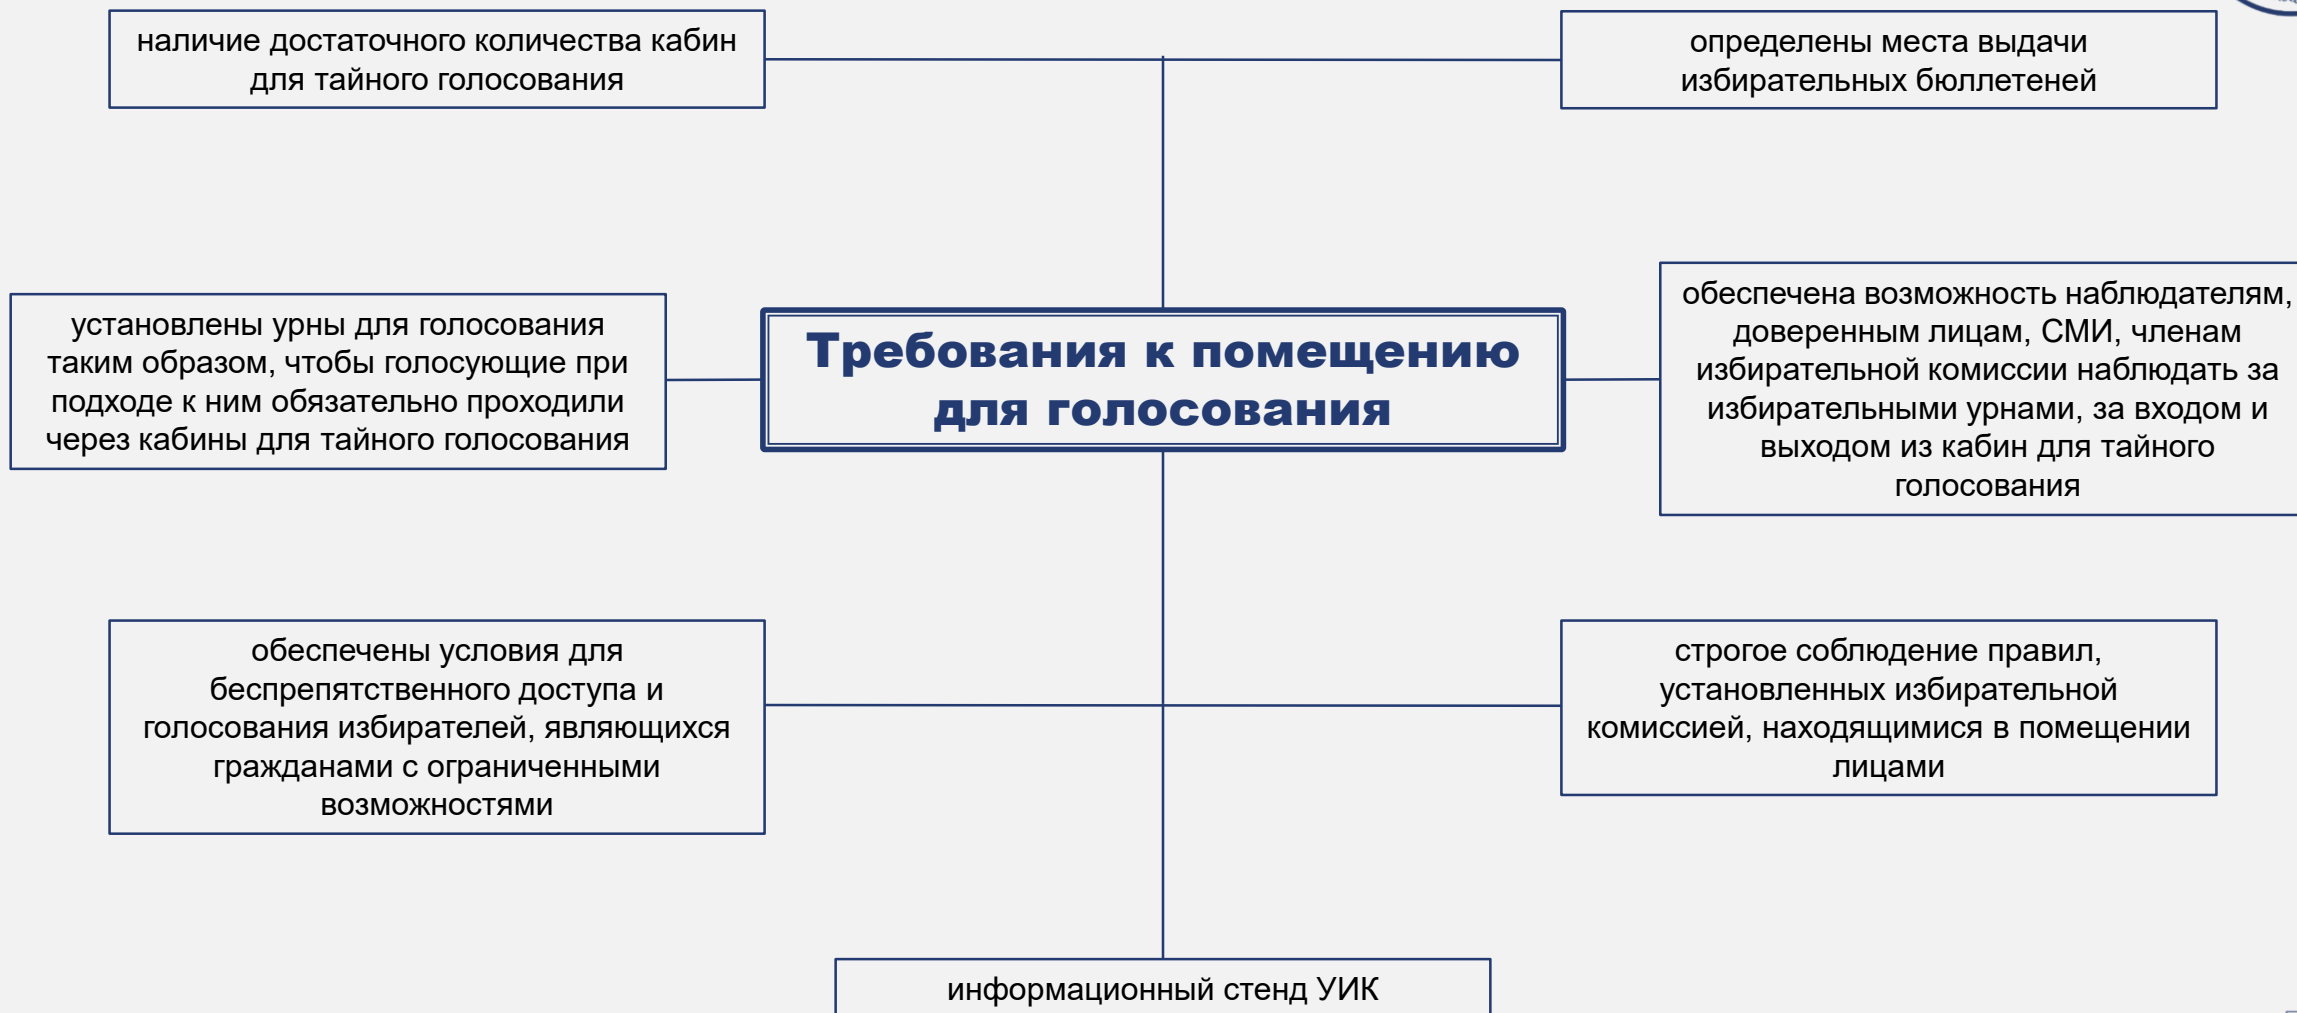 наличие достаточного количества кабин
для тайного голосования
определены места выдачи
избирательных бюллетеней
установлены урны для голосования
таким образом, чтобы голосующие при
подходе к ним обязательно проходили
через кабины для тайного голосования
Требования к помещению
для голосования
обеспечена возможность наблюдателям,
доверенным лицам, СМИ, членам
избирательной комиссии наблюдать за
избирательными урнами, за входом и
выходом из кабин для тайного
голосования
обеспечены условия для
беспрепятственного доступа и
голосования избирателей, являющихся
гражданами с ограниченными
возможностями
строгое соблюдение правил,
установленных избирательной
комиссией, находящимися в помещении
лицами
информационный стенд УИК